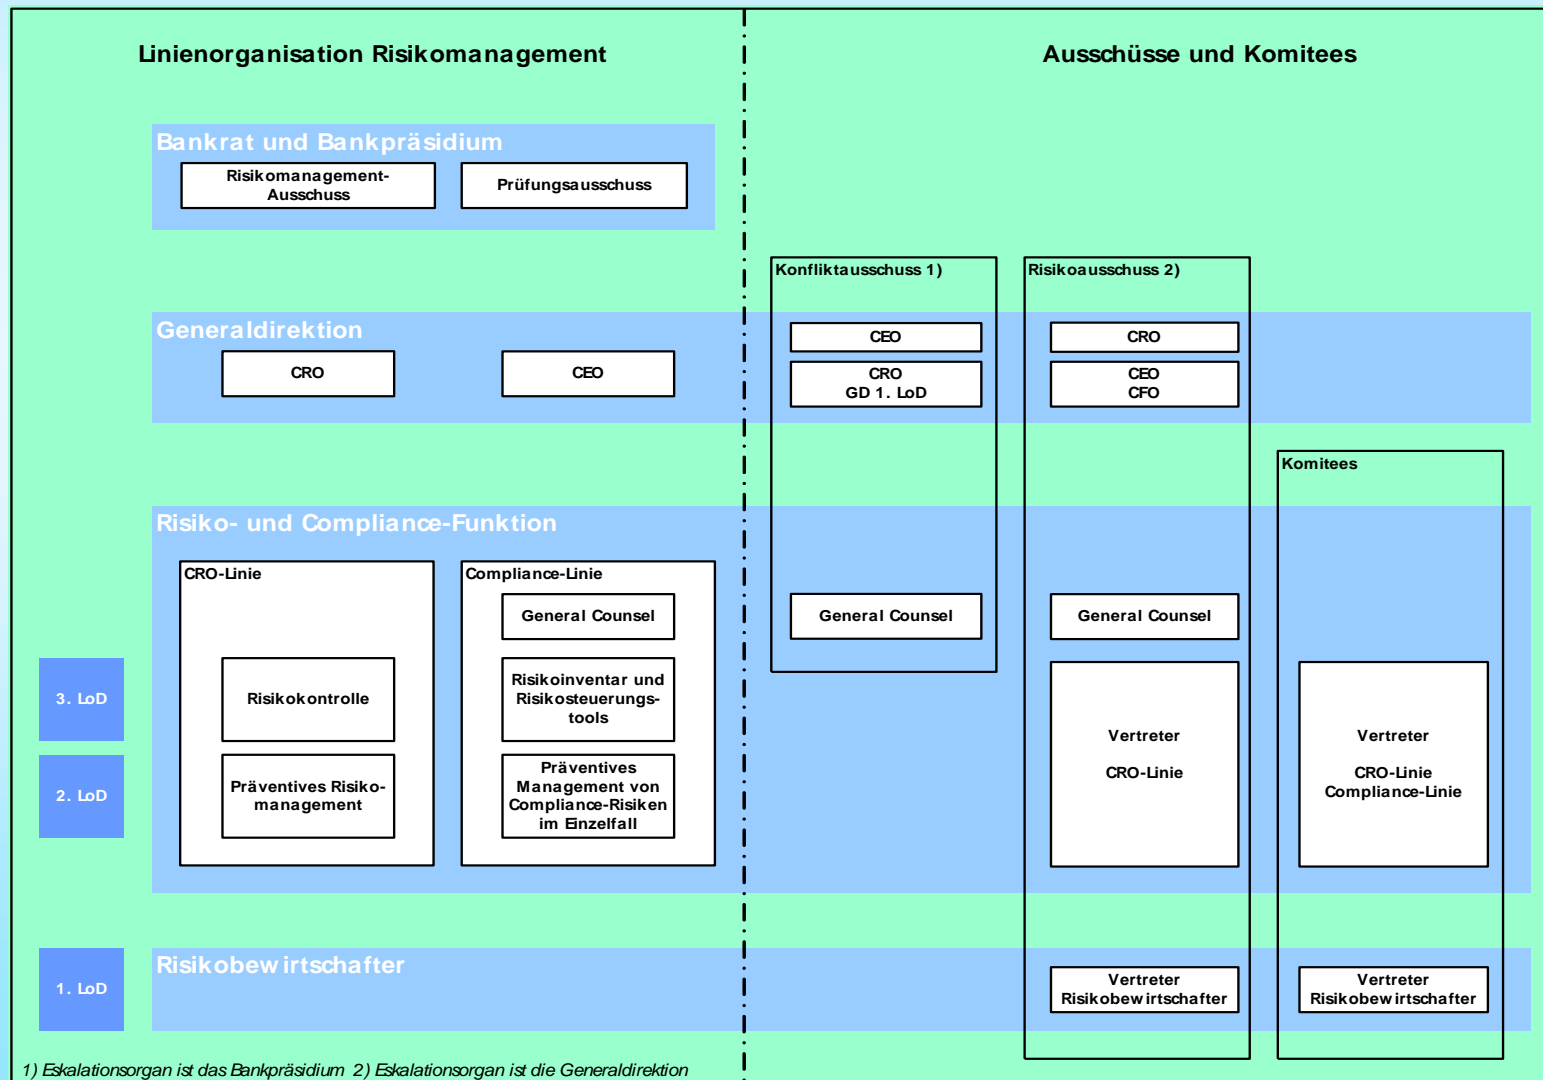 Linienorganisation Risikomanagement
Ausschüsse und Komitees
Bankrat und Bankpräsidium
Risikomanagement-
Ausschuss
Prüfungsausschuss
Konfliktausschuss 1)
Risikoausschuss 2)
Generaldirektion
CRO
CEO
CEO
CRO
GD 1. LoD
CRO
CEO
CFO
Komitees
Risiko- und Compliance-Funktion
CRO-Linie
Compliance-Linie
General Counsel
General Counsel
General Counsel
3. LoD
Risikokontrolle
Risikoinventar und
Risikosteuerungs-
tools
2. LoD
Präventives Risiko-
management
Präventives
Management von
Compliance-Risiken
im Einzelfall
Vertreter
CRO-Linie
Vertreter
CRO-Linie
Compliance-Linie
1. LoD
Risikobewirtschafter
Vertreter
Risikobewirtschafter
Vertreter
Risikobewirtschafter
1) Eskalationsorgan ist das Bankpräsidium 2) Eskalationsorgan ist die Generaldirektion